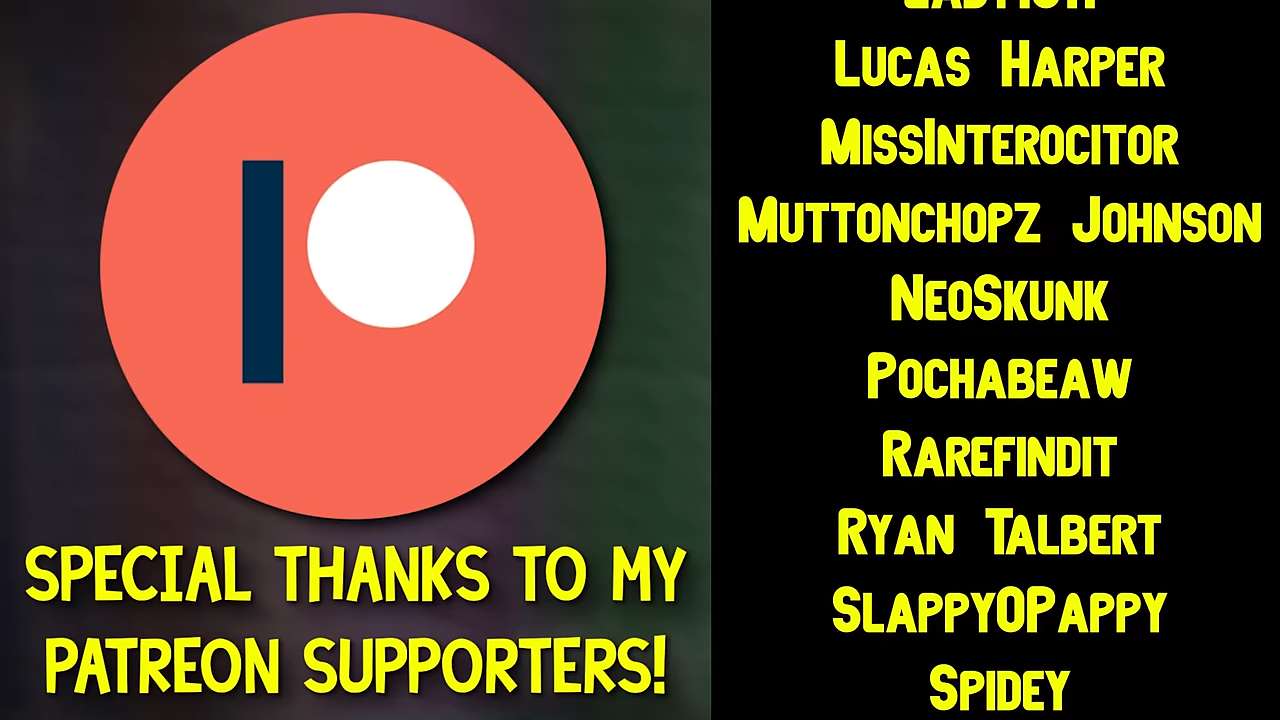 SPECIAL THANKS TO MY
PATREON SUPPORTERS!
LUCAS HARPER
MISSINTEROCITOR
MUTTONCHOPZ JOHNSON
NEOSKUNK
POCHABEAW
RAREFINDIT
RYAN TALBERT
SLAPPYOPAPPY
SPIDEY